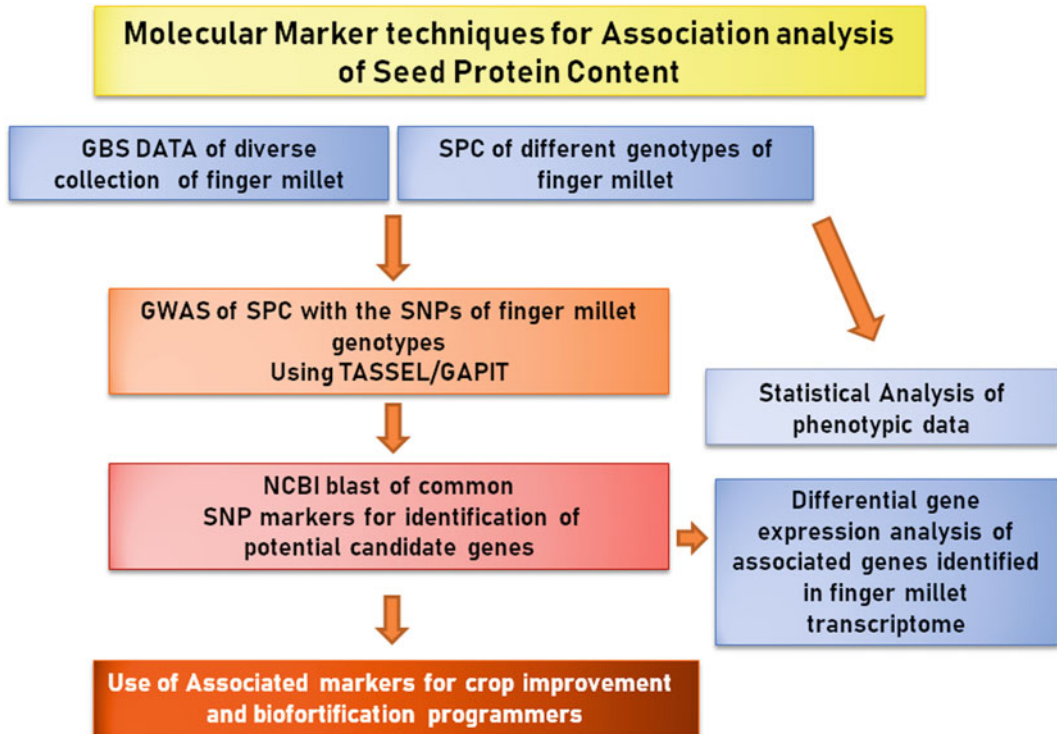 Molecular Marker techniques for Association analysis
of Seed Protein Content
GBS DATA of diverse
collection of finger millet
SPC of different genotypes of
finger millet
GWAS of SPC with the SNPs of finger millet
genotypes
Using TASSEL/GAPIT
Statistical Analysis of
phenotypic data
NCBI blast of common
SNP markers for identification of
potential candidate genes
Differential gene
expression analysis of
associated genes identified
in finger millet
transcriptome
Use of Associated markers for crop improvement
and biofortification programmers